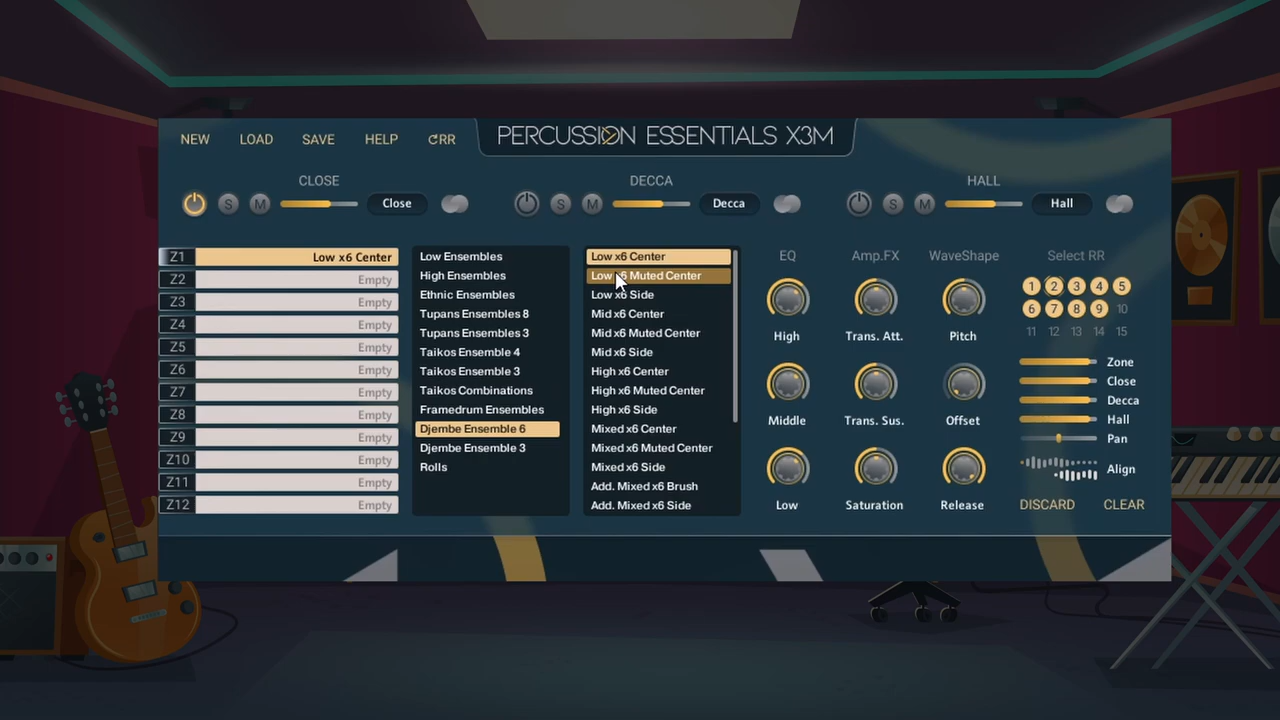 NEW LOAD SAVE HELP RR
PERCUSSION ESSENTIALS X3M
CLOSE DECCA HALL
S M Close S M Decca S M Hall
Z1 Low x6 Center
Z2 Empty
Z3 Empty
Z4 Empty
Z5 Empty
Z6 Empty
Z7 Empty
Z8 Empty
Z9 Empty
Z10 Empty
Z11 Empty
Z12 Empty
Low Ensembles
High Ensembles
Ethnic Ensembles
Tupans Ensembles 8
Tupans Ensembles 3
Taikos Ensemble 4
Taikos Ensemble 3
Taikos Combinations
Framedrum Ensembles
Djembe Ensemble 6
Djembe Ensemble 3
Rolls
Low x6 Center
Low x6 Muted Center
Low x6 Side
Mid x6 Center
Mid x6 Muted Center
Mid x6 Side
High x6 Center
High x6 Muted Center
High x6 Side
Mixed x6 Center
Mixed x6 Muted Center
Mixed x6 Side
Add. Mixed x6 Brush
Add. Mixed x6 Side
EQ Amp.FX WaveShape
High Trans. Att. Pitch
Middle Trans. Sus. Offset
Low Saturation Release
Select RR
1 2 3 4 5
6 7 8 9 10
11 12 13 14 15
Zone
Close
Decca
Hall
Pan
Align
DISCARD CLEAR